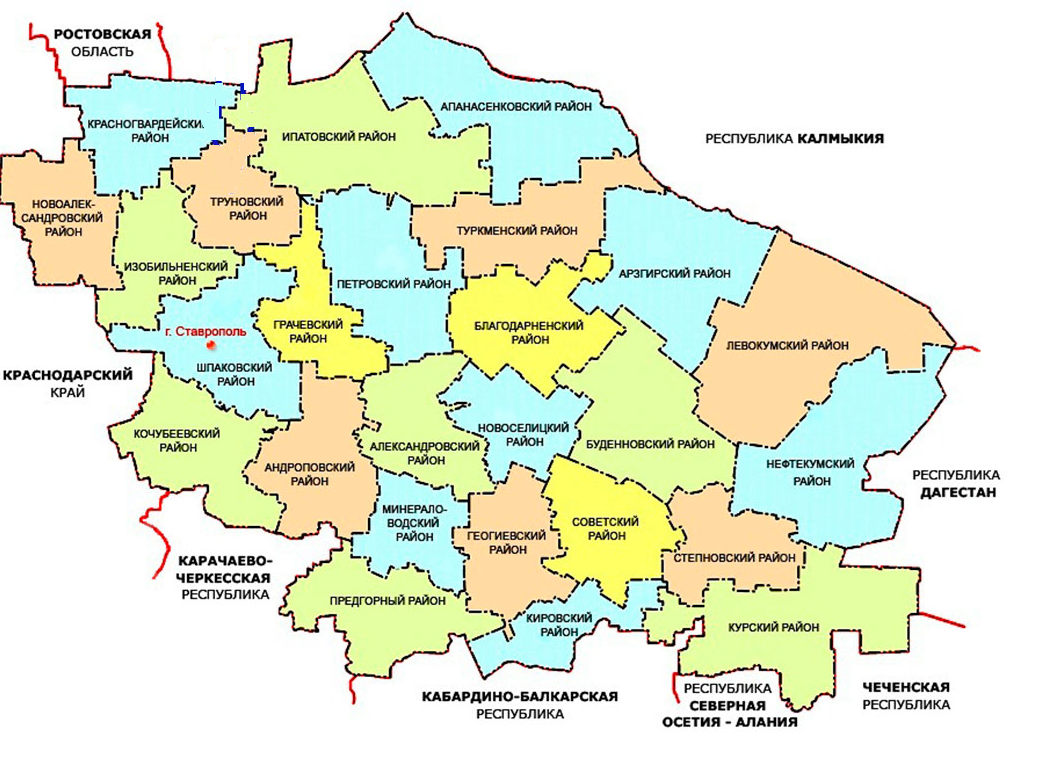 РОСТОВСКАЯ
ОБЛАСТЬ
КРАСНОГВАРДЕЙСКИ.
РАЙОН
АПАНАСЕНКОВСКИЙ РАЙОН
ИПАТОВСКИЙ РАЙОН
РЕСПУБЛИКА КАЛМЫКИЯ
НОВОАЛЕК-
САНДРОВСКИЙ
РАЙОН
ТРУНОВСКИЙ
РАЙОН
ТУРКМЕНСКИЙ РАЙОН
ИЗОБИЛЬНЕНСКИЙ
РАЙОН
ПЕТРОВСКИЙ РАЙОН
АРЗГИРСКИЙ РАЙОН
г. Ставрополь
ГРАЧЕВСКИЙ
РАЙОН
БЛАГОДАРНЕНСКИЙ
РАЙОН
ЛЕВОКУМСКИЙ РАЙОН
ШПАКОВСКИЙ
РАЙОН
КРАСНОДАРСКИЙ
КРАЙ
КОЧУБЕЕВСКИЙ
РАЙОН
АЛЕКСАНДРОВСКИЙ
РАЙОН
НОВОСЕЛИЦКИЙ
РАЙОН
БУДЕННОВСКИЙ РАЙОН
АНДРОПОВСКИЙ
РАЙОН
НЕФТЕКУМСКИЙ
РАЙОН
РЕСПУБЛИКА
ДАГЕСТАН
МИНЕРАЛО-
ВОДСКИЙ
РАЙОН
ГЕОГИЕВСКИЙ
РАЙОН
СОВЕТСКИЙ
РАЙОН
СТЕПНОВСКИЙ РАЙОН
КАРАЧАЕВО-
ЧЕРКЕССКАЯ
РЕСПУБЛИКА
ПРЕДГОРНЫЙ РАЙОН
КИРОВСКИЙ
РАЙОН
КУРСКИЙ РАЙОН
КАБАРДИНО-БАЛКАРСКАЯ
РЕСПУБЛИКА
РЕСПУБЛИКА
СЕВЕРНАЯ
ОСЕТИЯ - АЛАНИЯ
ЧЕЧЕНСКАЯ
РЕСПУБЛИКА